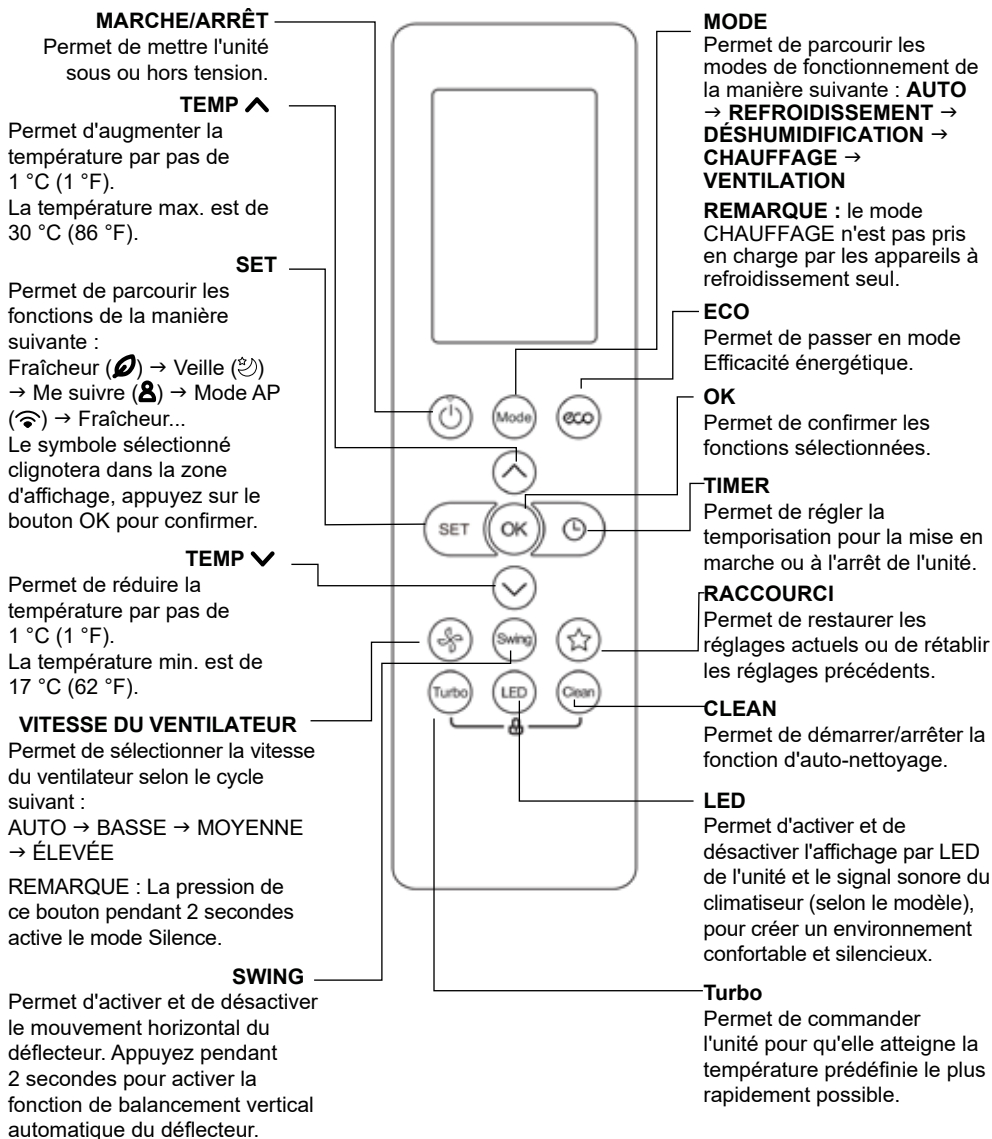 MARCHE/ARRÊT
Permet de mettre l'unité
sous ou hors tension.
TEMP
Permet d'augmenter la
température par pas de
1 °C (1 °F).
La température max. est de
30 °C (86 °F).
SET
Permet de parcourir les
fonctions de la manière
suivante :
Fraîcheur () → Veille ()
→ Me suivre () → Mode AP
() → Fraîcheur...
Le symbole sélectionné
clignotera dans la zone
d'affichage, appuyez sur le
bouton OK pour confirmer.
TEMP
Permet de réduire la
température par pas de
1 °C (1 °F).
La température min. est de
17 °C (62 °F).
VITESSE DU VENTILATEUR
Permet de sélectionner la vitesse
du ventilateur selon le cycle
suivant :
AUTO → BASSE → MOYENNE
→ ÉLEVÉE
REMARQUE : La pression de
ce bouton pendant 2 secondes
active le mode Silence.
SWING
Permet d'activer et de désactiver
le mouvement horizontal du
déflecteur. Appuyez pendant
2 secondes pour activer la
fonction de balancement vertical
automatique du déflecteur.
Mode
eco
SET
OK
Swing
Turbo
LED
Clean
MODE
Permet de parcourir les
modes de fonctionnement de
la manière suivante : AUTO
→ REFROIDISSEMENT →
DÉSHUMIDIFICATION →
CHAUFFAGE →
VENTILATION
REMARQUE : le mode
CHAUFFAGE n'est pas pris
en charge par les appareils à
refroidissement seul.
ECO
Permet de passer en mode
Efficacité énergétique.
OK
Permet de confirmer les
fonctions sélectionnées.
TIMER
Permet de régler la
temporisation pour la mise en
marche ou à l'arrêt de l'unité.
RACCOURCI
Permet de restaurer les
réglages actuels ou de rétablir
les réglages précédents.
CLEAN
Permet de démarrer/arrêter la
fonction d'auto-nettoyage.
LED
Permet d'activer et de
désactiver l'affichage par LED
de l'unité et le signal sonore du
climatiseur (selon le modèle),
pour créer un environnement
confortable et silencieux.
Turbo
Permet de commander
l'unité pour qu'elle atteigne la
température prédéfinie le plus
rapidement possible.